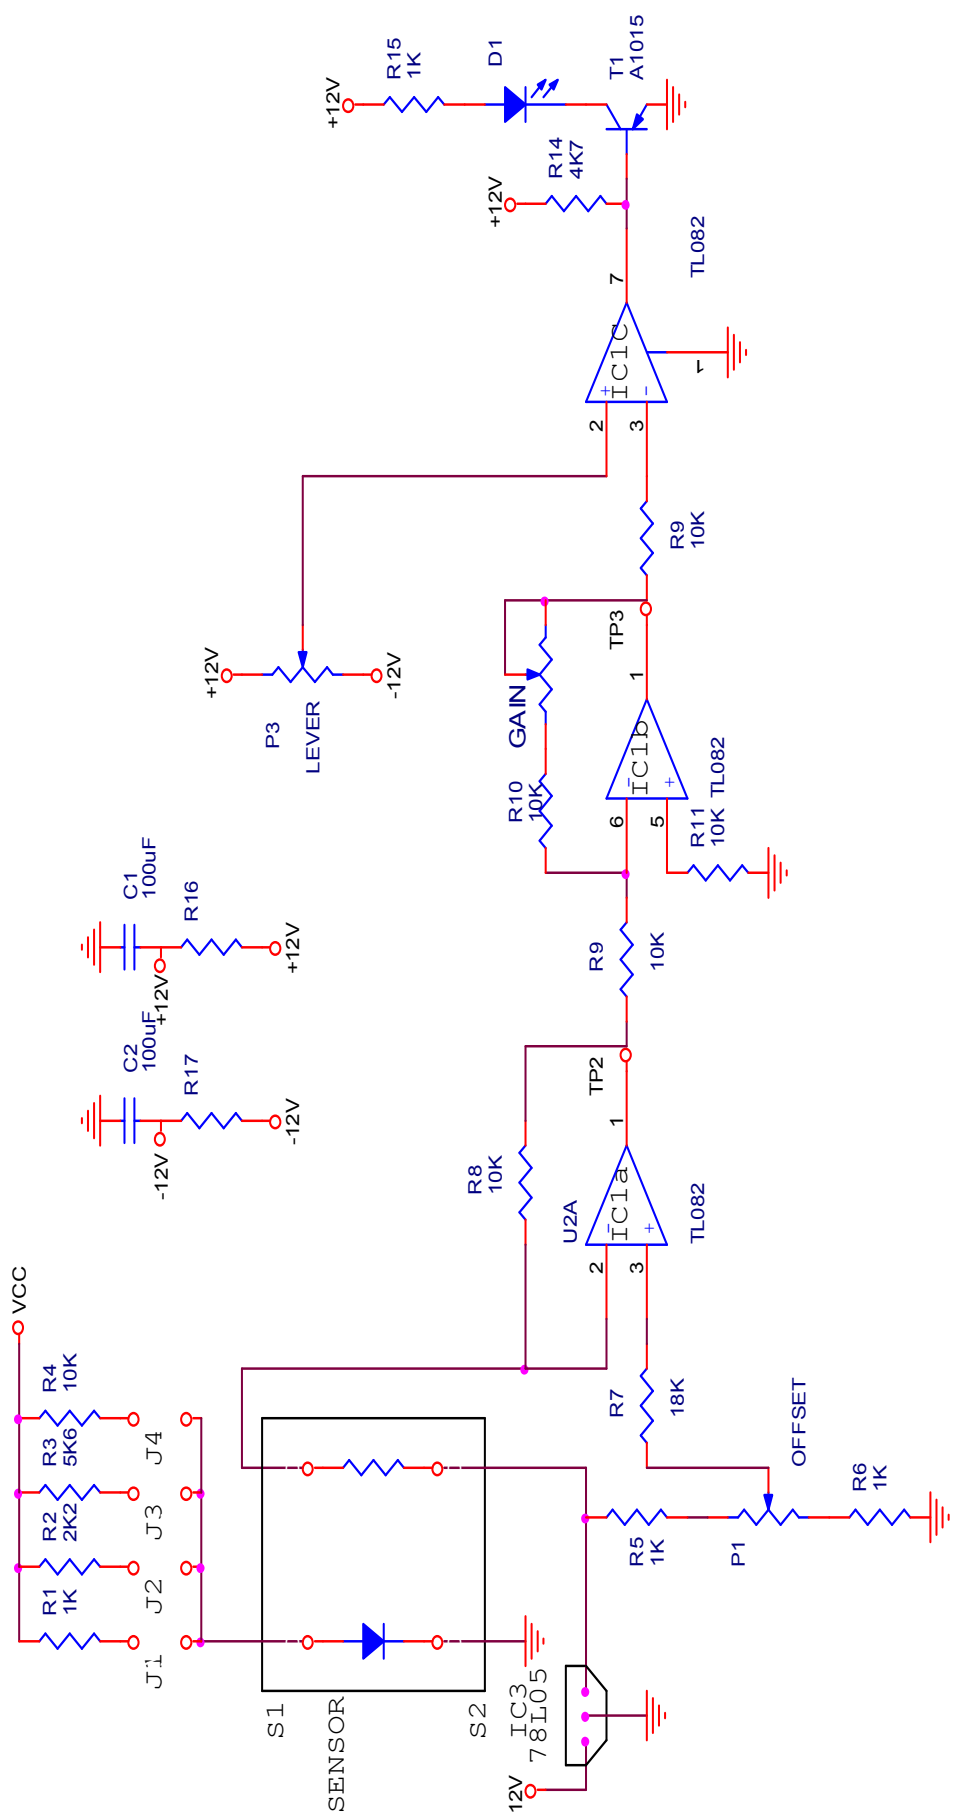 VCC
R4
10K
R3
5K6
R2
2K2
R1
1K
J4
J3
J2
J1
S1
SENSOR
S2
IC3
78L05
12V
R5
1K
P1
OFFSET
R6
1K
R7
18K
U2A
IC1a
-
+
2
3
1
TL082
R8
10K
TP2
C2
100uF
R17
-12V
-12V
C1
100uF
R16
+12V
+12V
R9
10K
R10
10K
GAIN
IC1b
-
+
6
5
1
TL082
R11
10K
TP3
P3
LEVER
+12V
-12V
R9
10K
IC1C
+
-
2
3
7
1
TL082
+12V
R14
4K7
+12V
R15
1K
D1
T1
A1015